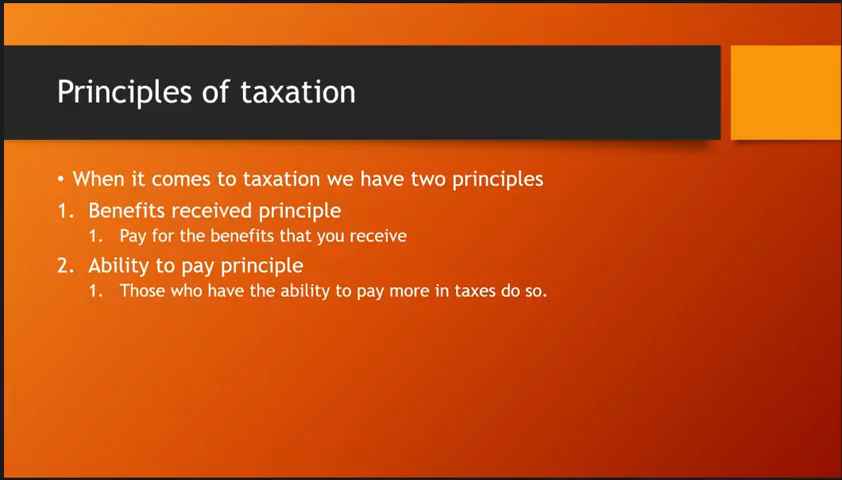 Principles of taxation
• When it comes to taxation we have two principles
1. Benefits received principle
1. Pay for the benefits that you receive
2. Ability to pay principle
1. Those who have the ability to pay more in taxes do so.